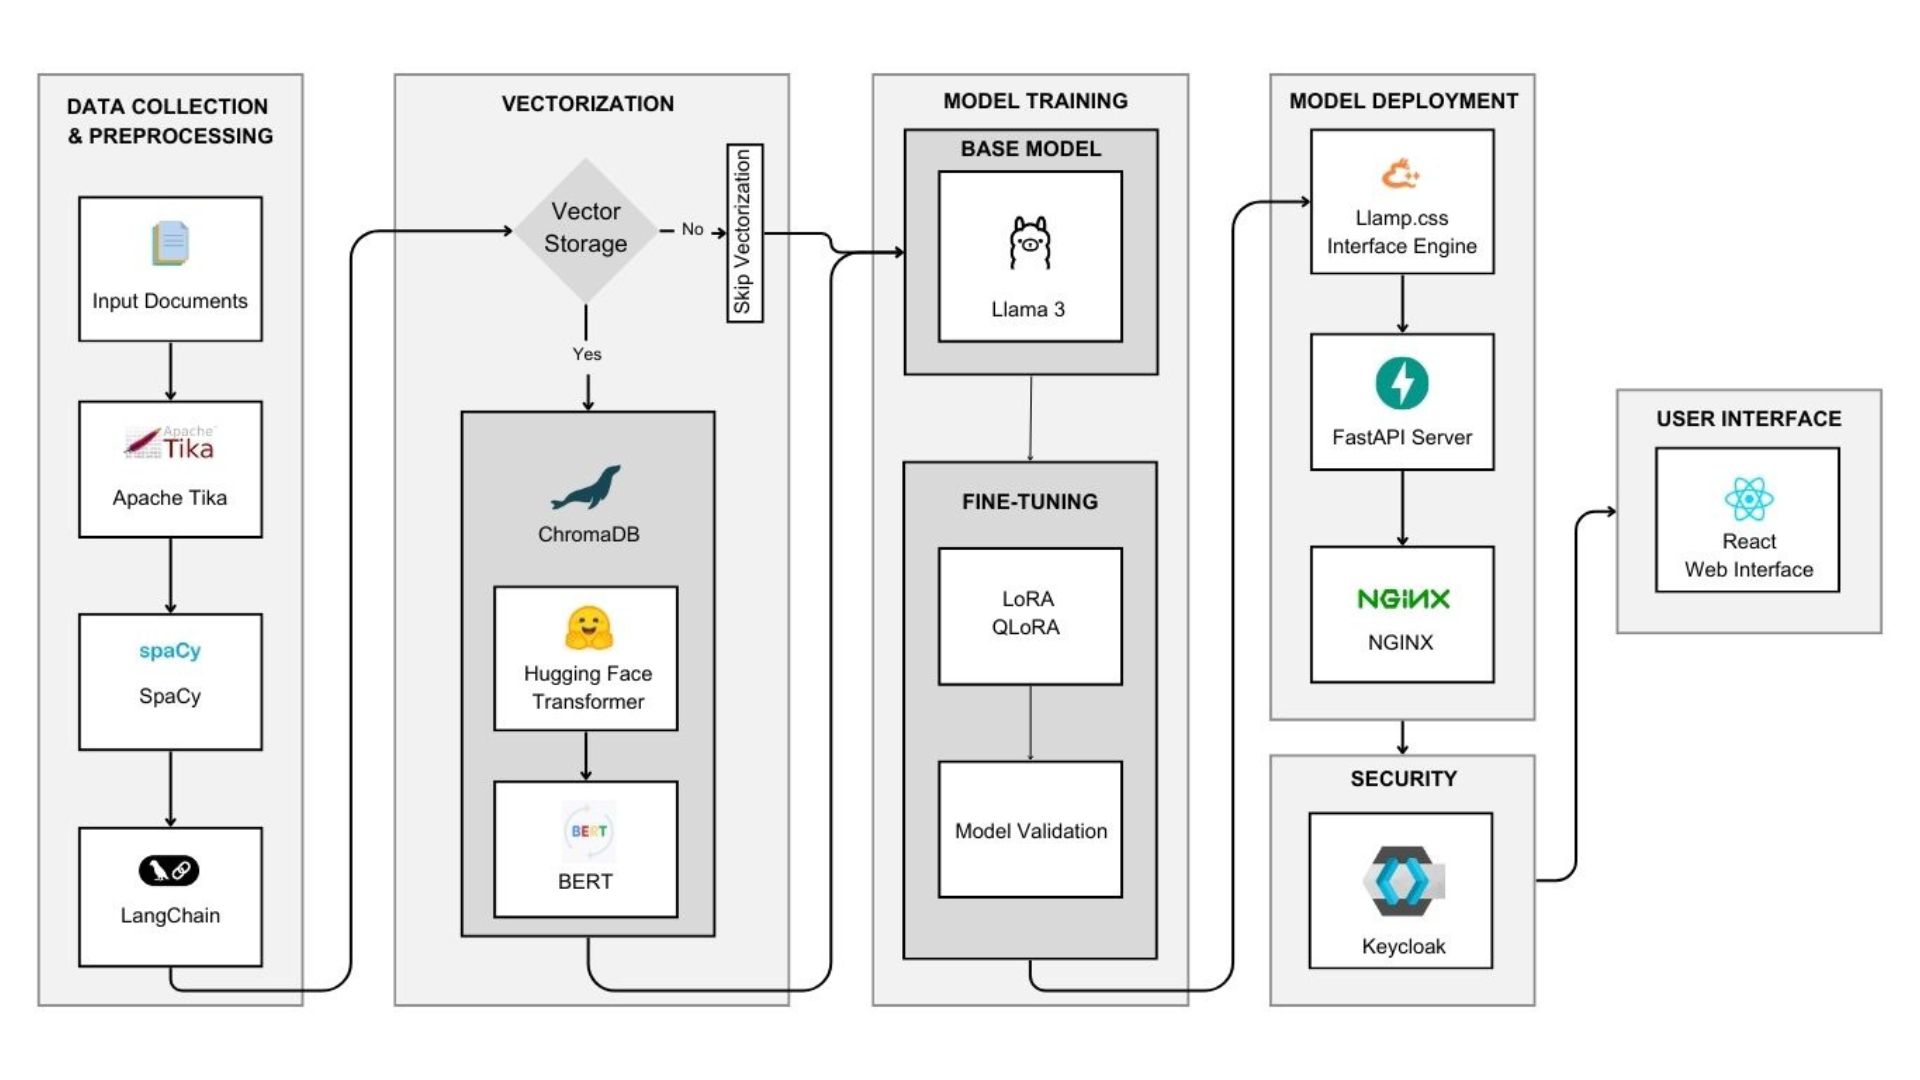 DATA COLLECTION
& PREPROCESSING
Input Documents
Apache
Tika
Apache Tika
spaCy
SpaCy
LangChain
VECTORIZATION
Vector
Storage
No
Skip Vectorization
Yes
ChromaDB
Hugging Face
Transformer
BERT
BERT
MODEL TRAINING
BASE MODEL
Llama 3
FINE-TUNING
LoRA
QLoRA
Model Validation
MODEL DEPLOYMENT
Llamp.css
Interface Engine
FastAPI Server
NGINX
NGINX
SECURITY
Keycloak
USER INTERFACE
React
Web Interface